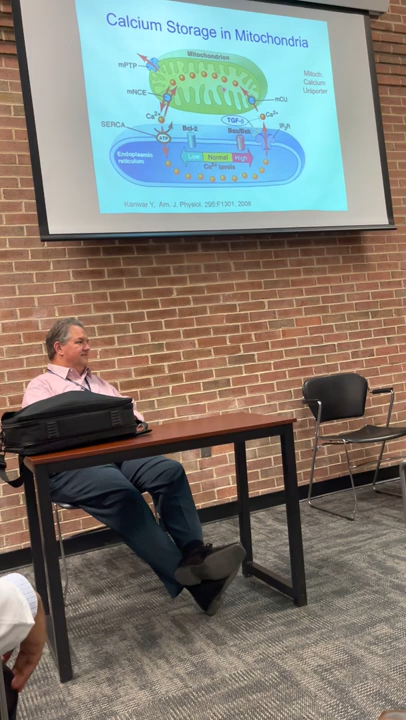 Calcium Storage in Mitochondria
Mitochondrion
mPTP
Mitoch.
Calcium
Uniporter
mNCE
mCU
Ca²⁺
Ca²⁺
TGF-β
SERCA
Bcl-2
Bax/Bak
IP₃R
ATP
Endoplasmic
reticulum
Low
Normal
High
Ca²⁺ levels
Kanwar Y, Am. J. Physiol, 295:F1301, 2008